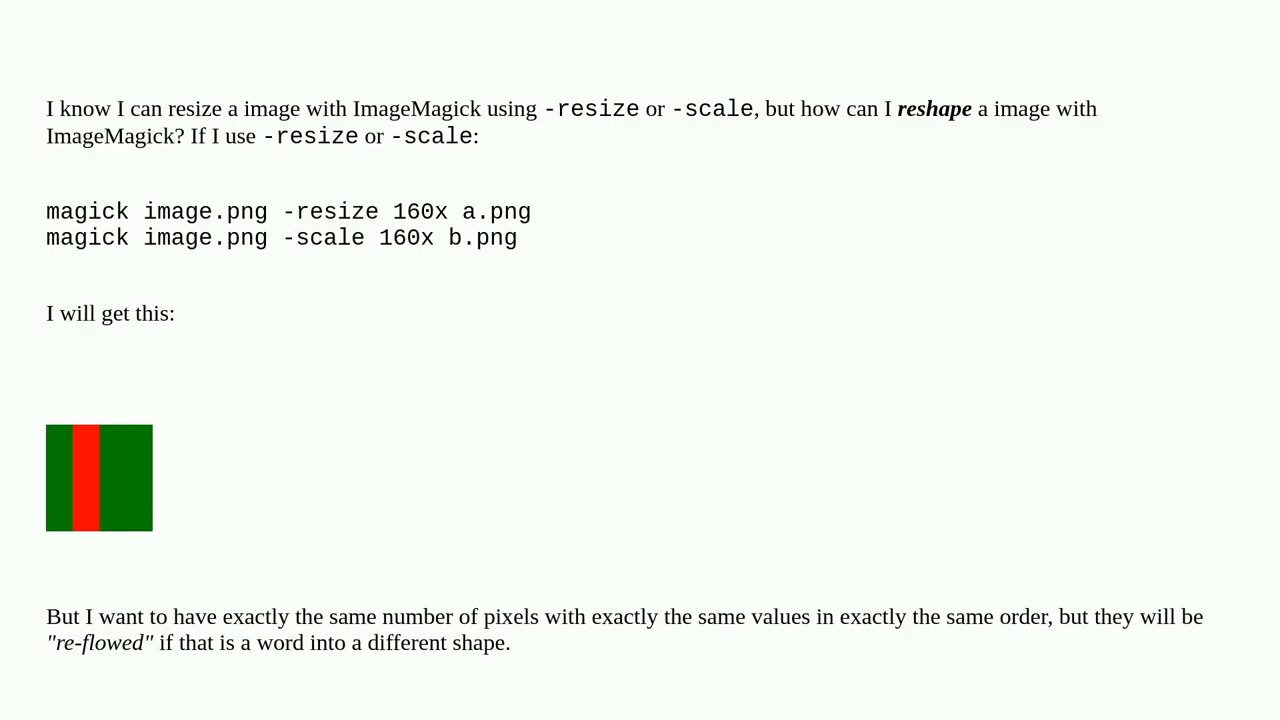 I know I can resize a image with ImageMagick using -resize or -scale, but how can I reshape a image with
ImageMagick? If I use -resize or -scale:
magick image.png -resize 160x a.png
magick image.png -scale 160x b.png
I will get this:
But I want to have exactly the same number of pixels with exactly the same values in exactly the same order, but they will be
"re-flowed" if that is a word into a different shape.